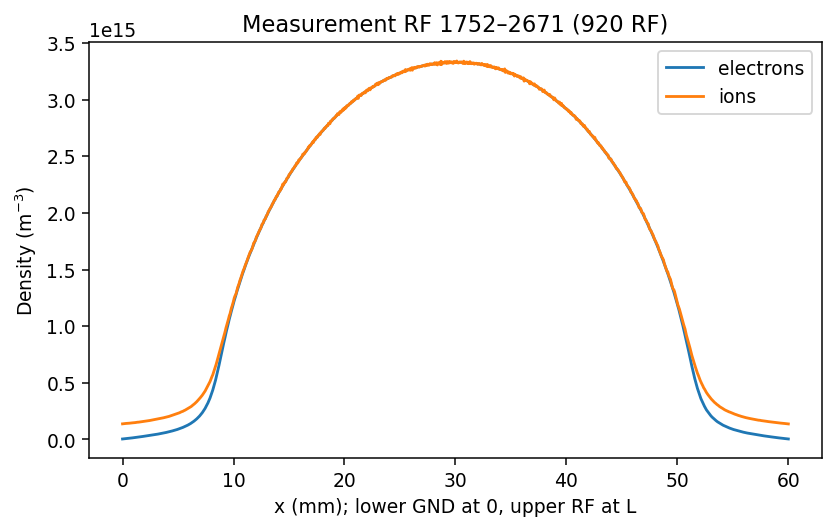 Measurement RF 1752–2671 (920 RF)
1e15
3.5
3.0
2.5
2.0
1.5
1.0
0.5
0.0
Density (m⁻³)
electrons
ions
0 10 20 30 40 50 60
x (mm); lower GND at 0, upper RF at L